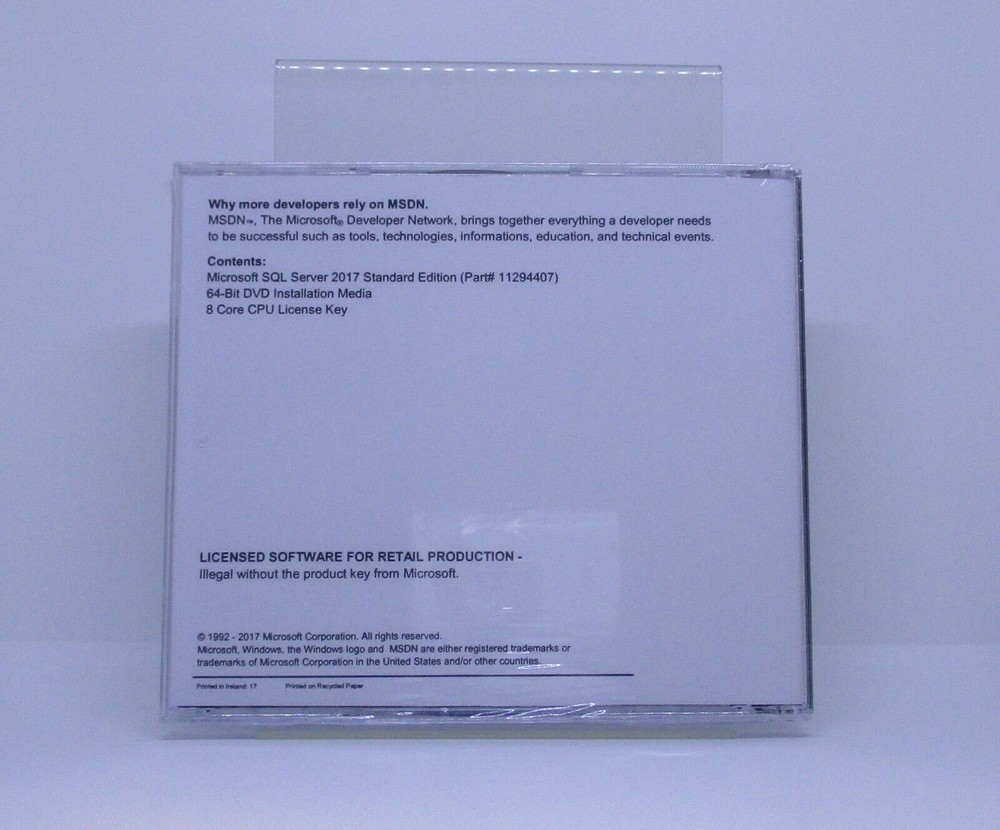 Why more developers rely on MSDN.
MSDN™, The Microsoft® Developer Network, brings together everything a developer needs
to be successful such as tools, technologies, informations, education, and technical events.
Contents:
Microsoft SQL Server 2017 Standard Edition (Part# 11294407)
64-Bit DVD Installation Media
8 Core CPU License Key
LICENSED SOFTWARE FOR RETAIL PRODUCTION -
Illegal without the product key from Microsoft.
© 1992 - 2017 Microsoft Corporation. All rights reserved.
Microsoft, Windows, the Windows logo and MSDN are either registered trademarks or
trademarks of Microsoft Corporation in the United States and/or other countries.
Printed in Ireland: 17 Printed on Recycled Paper